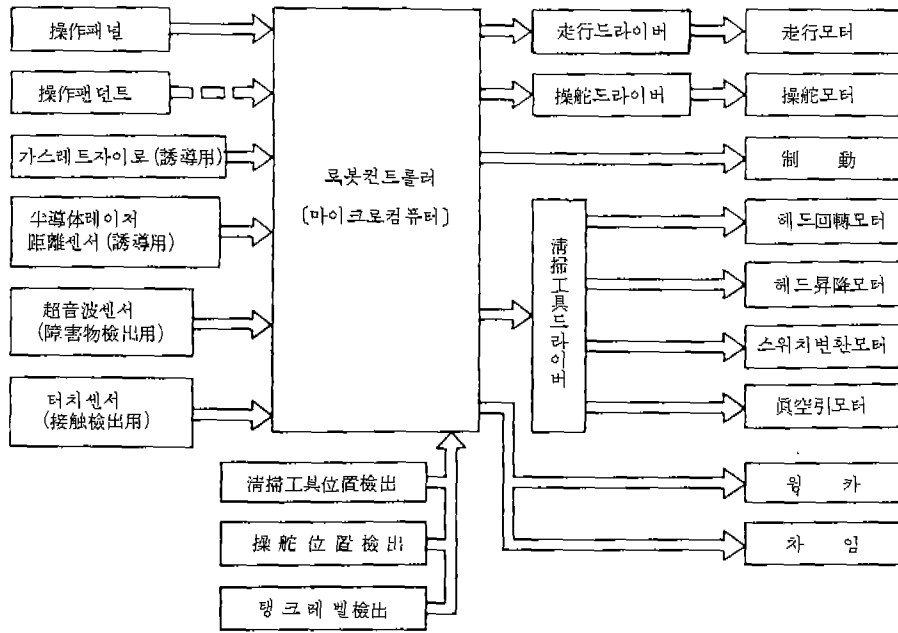 操作패널
操作팬던트
가스레트자이로(誘導用)
半導体레이저
距離센서(誘導用)
超音波센서
(障害物檢出用)
터치센서
(接触檢出用)
로봇컨트롤러
(마이크로컴퓨터)
淸掃工具位置檢出
操舵位置檢出
탱크레벨檢出
走行드라이버
操舵드라이버
淸掃工具드라이버
走行모터
操舵모터
制動
헤드回轉모터
헤드昇降모터
스위치변환모터
眞空引모터
윙카
차임